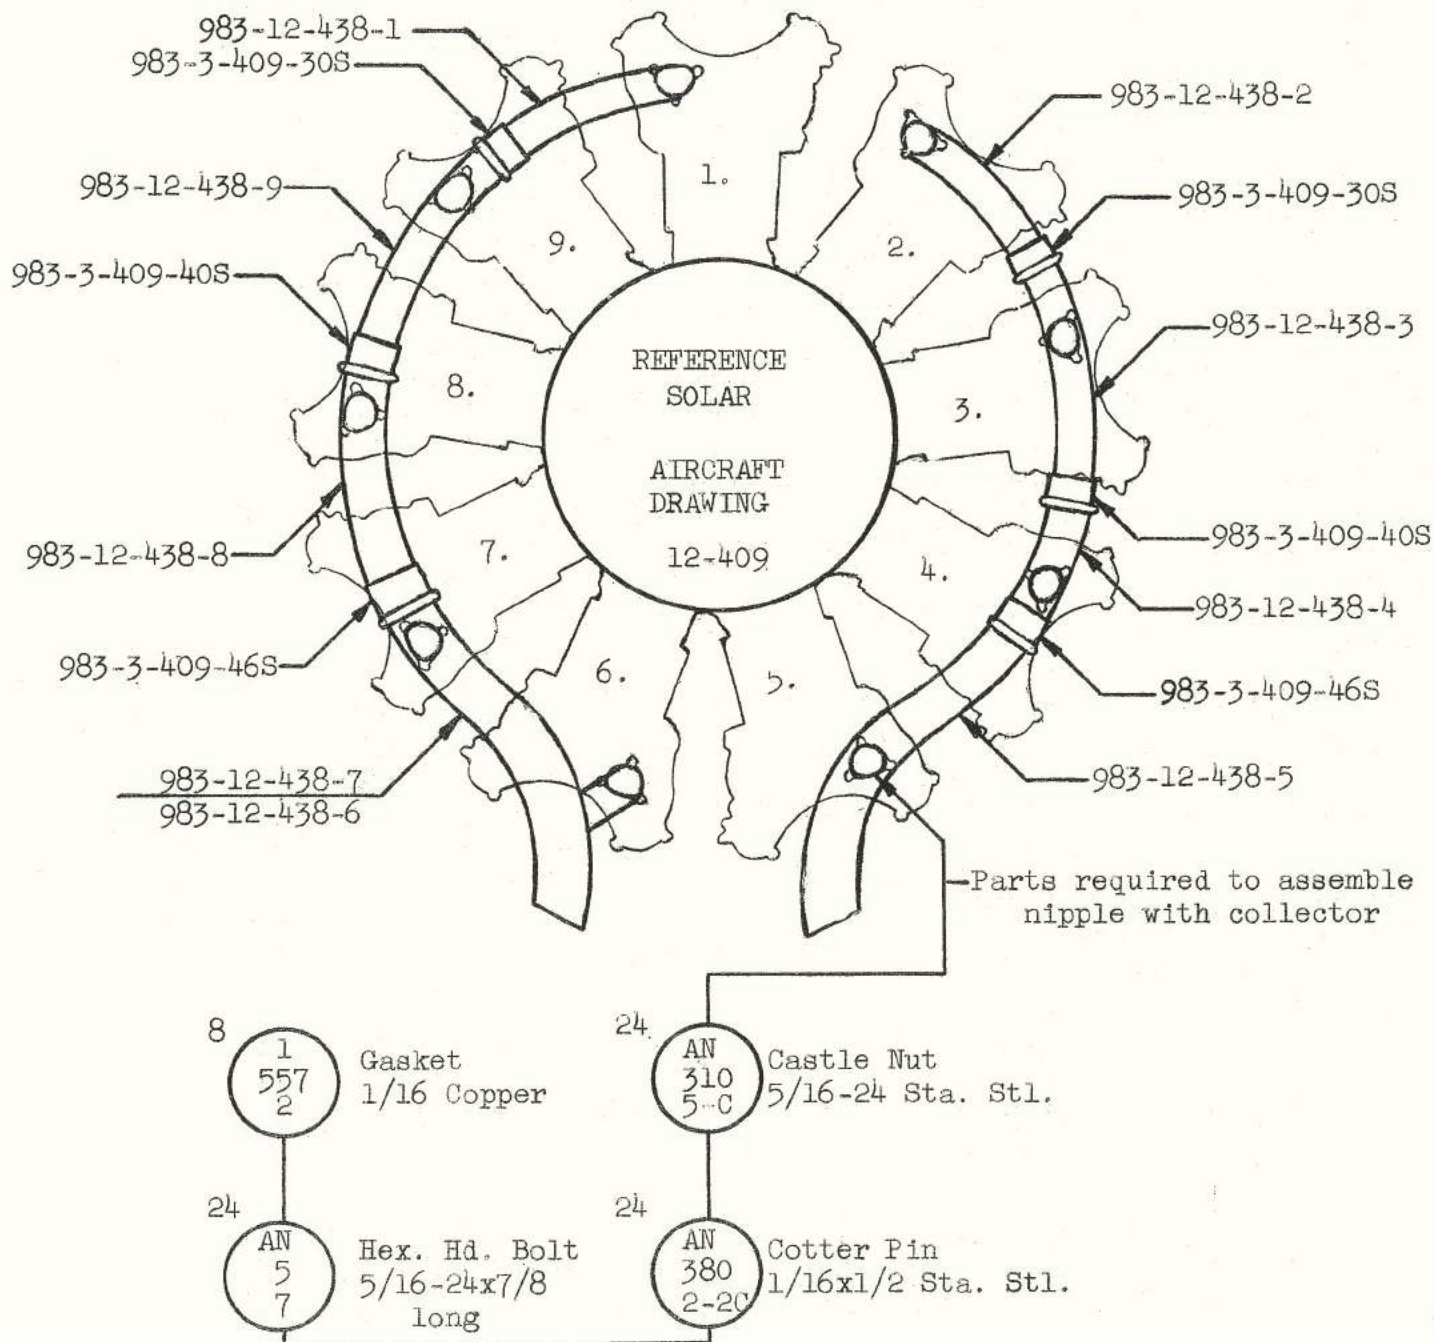 983-12-438-1
983-3-409-30S
983-12-438-2
983-12-438-9
983-3-409-30S
983-3-409-40S
983-12-438-3
1.
2.
9.
REFERENCE
SOLAR
AIRCRAFT
DRAWING
12-409
8.
3.
983-12-438-8
7.
4.
983-3-409-40S
983-12-438-4
983-3-409-46S
6.
5.
983-3-409-46S
983-12-438-7
983-12-438-6
983-12-438-5
Parts required to assemble
nipple with collector
8
1
557
2
Gasket
1/16 Copper
24
AN
310
5-C
Castle Nut
5/16-24 Sta. Stl.
24
AN
5
7
Hex. Hd. Bolt
5/16-24x7/8
long
24
AN
380
2-2C
Cotter Pin
1/16x1/2 Sta. Stl.